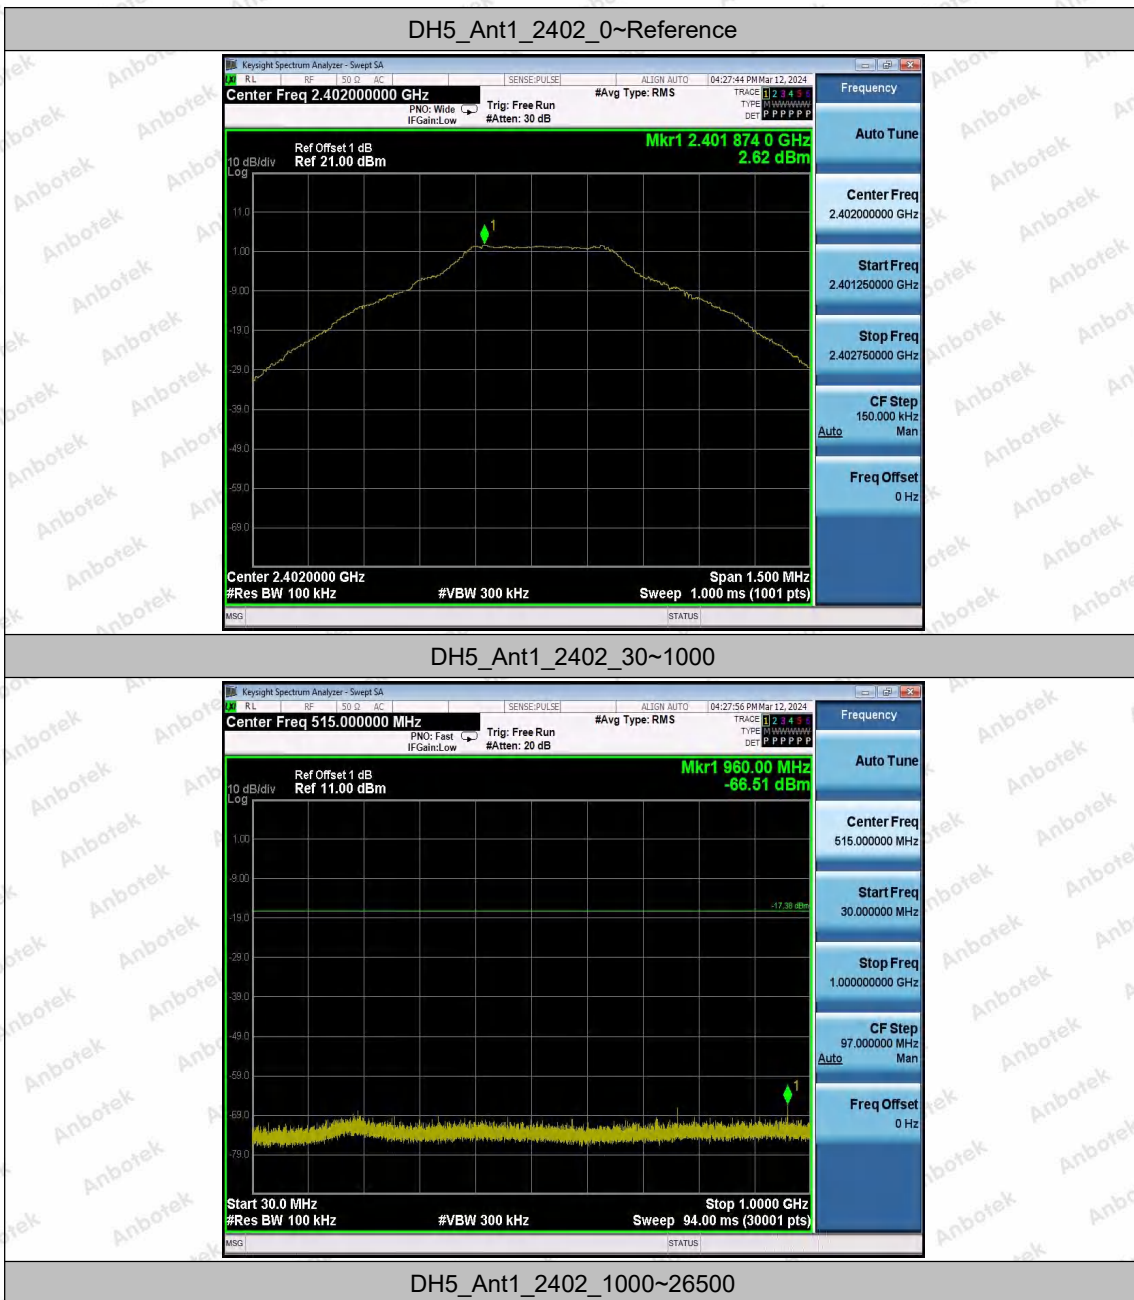 DH5_Ant1_2402_0~Reference
Keysight Spectrum Analyzer - Swept SA
LXI RL RF 50 Ω AC SENSE:PULSE ALIGN AUTO 04:27:44 PM Mar 12, 2024
Center Freq 2.402000000 GHz #Avg Type: RMS TRACE 1 2 3 4 5 6
PNO: Wide Trig: Free Run TYPE M WWWWW
IFGain:Low #Atten: 30 dB DET P P P P P P
Mkr1 2.401 874 0 GHz
Ref Offset 1 dB
10 dB/div Ref 21.00 dBm 2.62 dBm
Log
11.0
1
1.00
-9.00
-19.0
-29.0
-39.0
-49.0
-59.0
-69.0
Center 2.4020000 GHz Span 1.500 MHz
#Res BW 100 kHz #VBW 300 kHz Sweep 1.000 ms (1001 pts)
MSG STATUS
Frequency
Auto Tune
Center Freq
2.402000000 GHz
Start Freq
2.401250000 GHz
Stop Freq
2.402750000 GHz
CF Step
150.000 kHz
Auto Man
Freq Offset
0 Hz
DH5_Ant1_2402_30~1000
Keysight Spectrum Analyzer - Swept SA
LXI RL RF 50 Ω AC SENSE:PULSE ALIGN AUTO 04:27:56 PM Mar 12, 2024
Center Freq 515.000000 MHz #Avg Type: RMS TRACE 1 2 3 4 5 6
PNO: Fast Trig: Free Run TYPE M WWWWW
IFGain:Low #Atten: 20 dB DET P P P P P P
Mkr1 960.00 MHz
Ref Offset 1 dB
10 dB/div Ref 11.00 dBm -66.51 dBm
Log
1.00
-9.00
-17.38 dBm
-19.0
-29.0
-39.0
-49.0
-59.0
1
-69.0
-79.0
Start 30.0 MHz Stop 1.0000 GHz
#Res BW 100 kHz #VBW 300 kHz Sweep 94.00 ms (30001 pts)
MSG STATUS
Frequency
Auto Tune
Center Freq
515.000000 MHz
Start Freq
30.000000 MHz
Stop Freq
1.000000000 GHz
CF Step
97.000000 MHz
Auto Man
Freq Offset
0 Hz
DH5_Ant1_2402_1000~26500
Anbotek